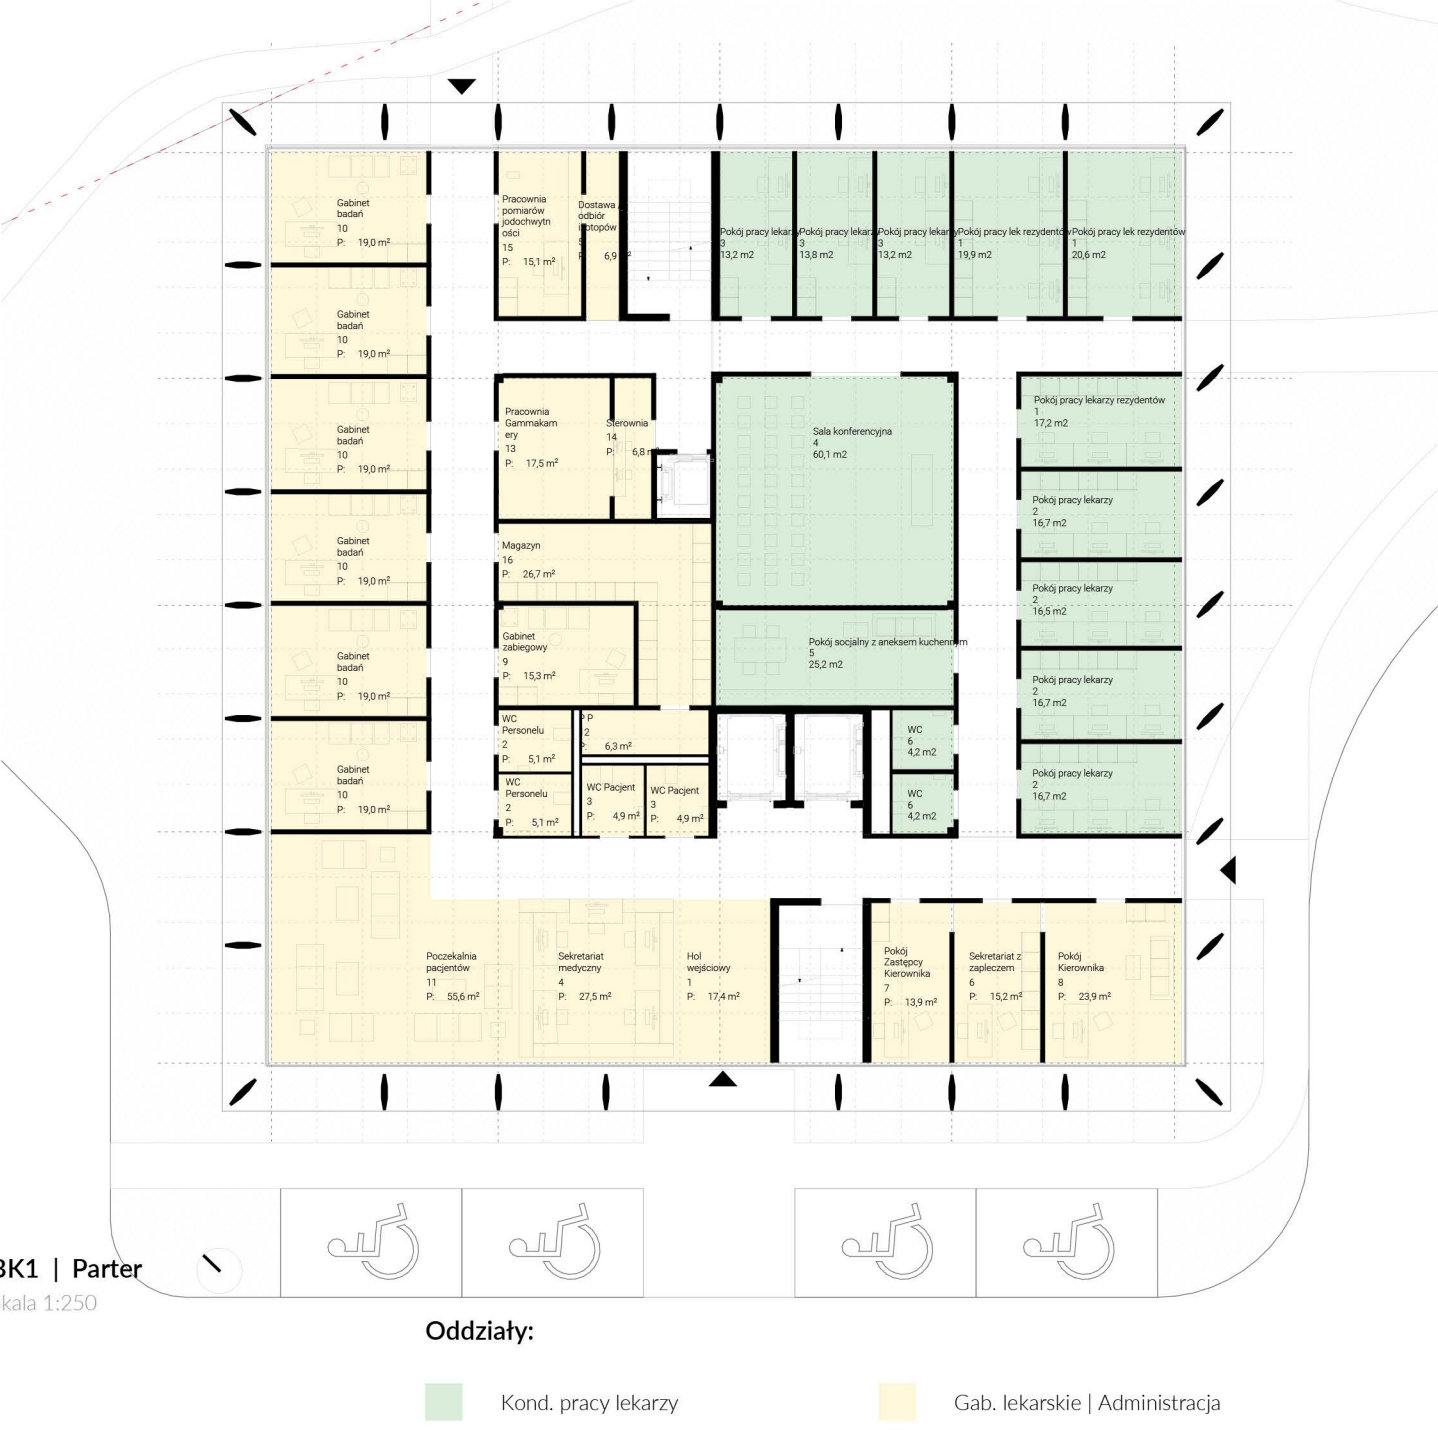 Gabinet
badań
10
P: 19,0 m²
Pracownia
pomiarów
jodochwytn
ości
15
P: 15,1 m²
Dostawa
odbiór
izotopów
6,9
Pokój pracy lekarzy
3
13,2 m2
Pokój pracy lekarzy
3
13,8 m2
Pokój pracy lekarzy
3
13,2 m2
Pokój pracy lek rezydentów
1
19,9 m2
Pokój pracy lek rezydentów
1
20,6 m2
Gabinet
badań
10
P: 19,0 m²
Pracownia
Gammakam
ery
13
P: 17,5 m²
Sterownia
14
P: 6,8 m²
Sala konferencyjna
4
60,1 m2
Pokój pracy lekarzy rezydentów
1
17,2 m2
Gabinet
badań
10
P: 19,0 m²
Pokój pracy lekarzy
2
16,7 m2
Gabinet
badań
10
P: 19,0 m²
Magazyn
16
P: 26,7 m²
Pokój pracy lekarzy
2
16,5 m2
Gabinet
badań
10
P: 19,0 m²
Gabinet
zabiegowy
9
P: 15,3 m²
Pokój socjalny z aneksem kuchennym
5
25,2 m2
Pokój pracy lekarzy
2
16,7 m2
Gabinet
badań
10
P: 19,0 m²
WC
Personelu
2
P: 5,1 m²
P P
2
P: 6,3 m²
WC
6
4,2 m2
WC
Personelu
2
P: 5,1 m²
WC Pacjent
3
P: 4,9 m²
WC Pacjent
3
P: 4,9 m²
WC
6
4,2 m2
Pokój pracy lekarzy
2
16,7 m2
Poczekalnia
pacjentów
11
P: 55,6 m²
Sekretariat
medyczny
4
P: 27,5 m²
Hol
wejściowy
1
P: 17,4 m²
Pokój
Zastępcy
Kierownika
7
P: 13,9 m²
Sekretariat z
zapleczem
6
P: 15,2 m²
Pokój
Kierownika
8
P: 23,9 m²
BK1 | Parter
kala 1:250
Oddziały:
Kond. pracy lekarzy
Gab. lekarskie | Administracja